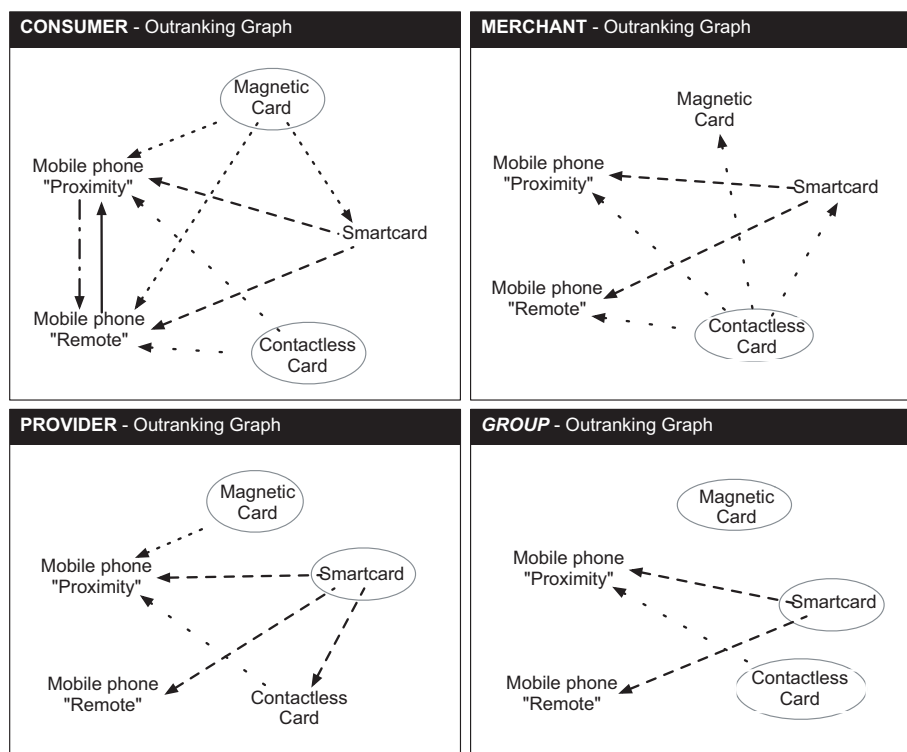 CONSUMER - Outranking Graph
Magnetic
Card
Mobile phone
"Proximity"
Smartcard
Mobile phone
"Remote"
Contactless
Card
MERCHANT - Outranking Graph
Magnetic
Card
Mobile phone
"Proximity"
Smartcard
Mobile phone
"Remote"
Contactless
Card
PROVIDER - Outranking Graph
Magnetic
Card
Mobile phone
"Proximity"
Smartcard
Mobile phone
"Remote"
Contactless
Card
GROUP - Outranking Graph
Magnetic
Card
Mobile phone
"Proximity"
Smartcard
Contactless
Card
Mobile phone
"Remote"